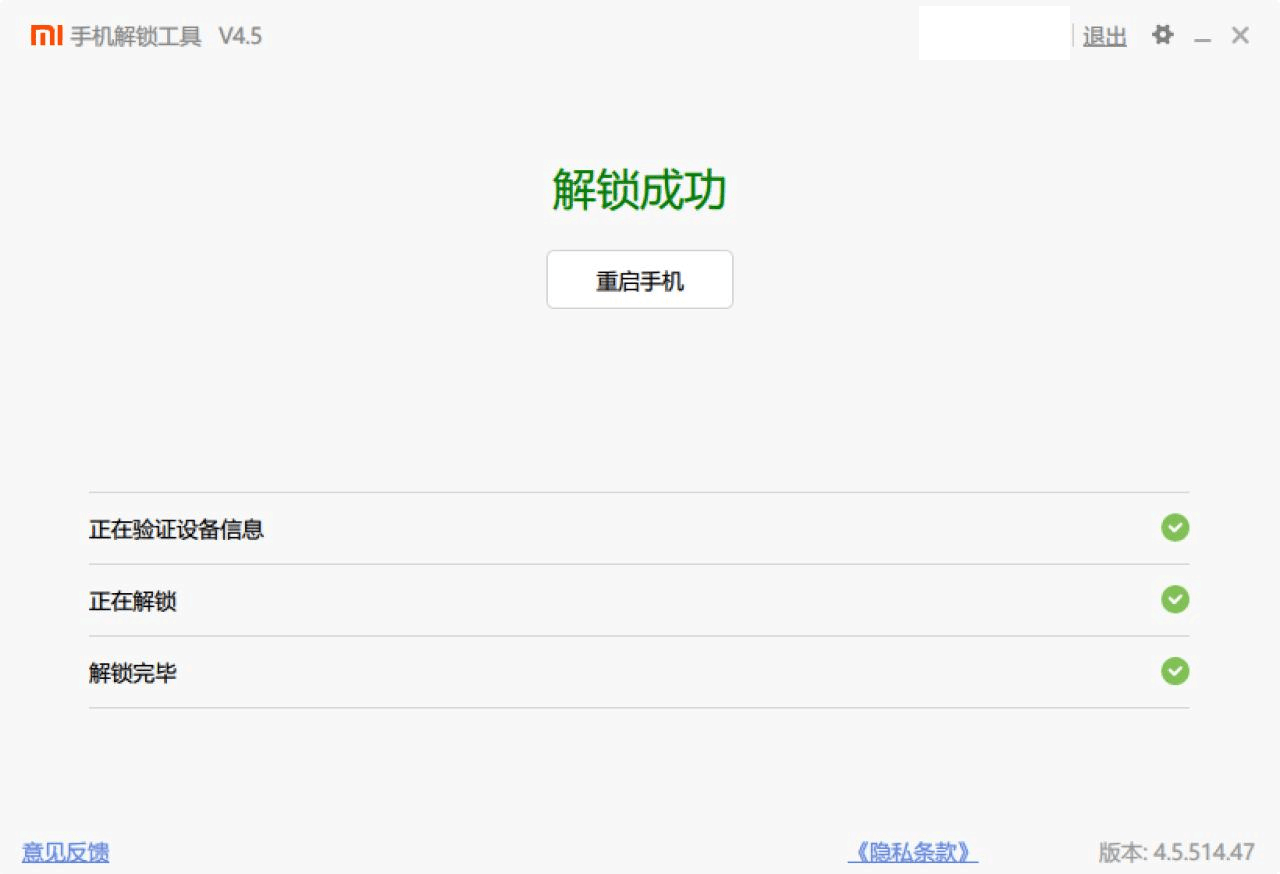 mi 手机解锁工具 V4.5 退出
解锁成功
重启手机
正在验证设备信息
正在解锁
解锁完毕
意见反馈 《隐私条款》 版本: 4.5.514.47